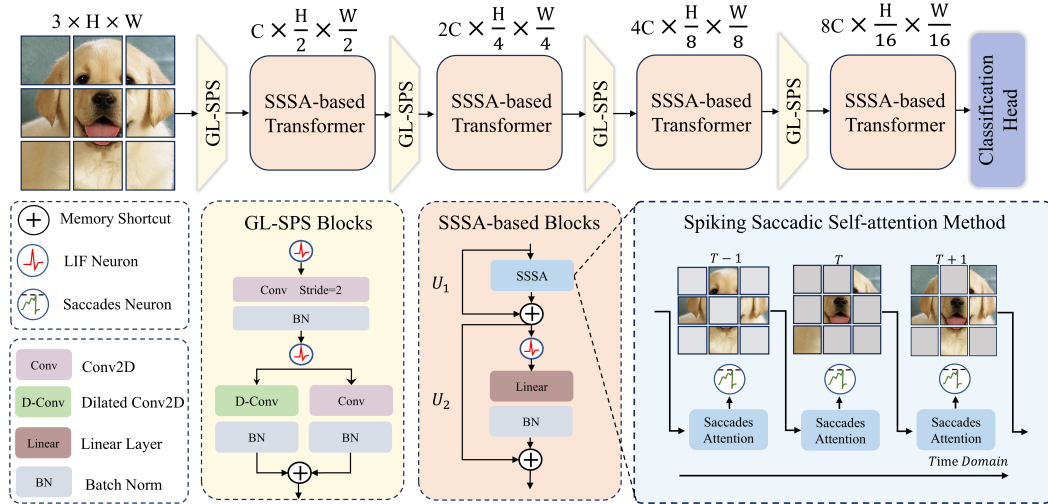 3 × H × W
C × H/2 × W/2
2C × H/4 × W/4
4C × H/8 × W/8
8C × H/16 × W/16
GL-SPS
SSSA-based
Transformer
GL-SPS
SSSA-based
Transformer
GL-SPS
SSSA-based
Transformer
GL-SPS
SSSA-based
Transformer
Classification
Head
Memory Shortcut
LIF Neuron
Saccades Neuron
Conv
Conv2D
D-Conv
Dilated Conv2D
Linear
Linear Layer
BN
Batch Norm
GL-SPS Blocks
Conv Stride=2
BN
D-Conv
Conv
BN
BN
SSSA-based Blocks
U1
SSSA
U2
Linear
BN
Spiking Saccadic Self-attention Method
T − 1
T
T + 1
Saccades
Attention
Saccades
Attention
Saccades
Attention
Time Domain